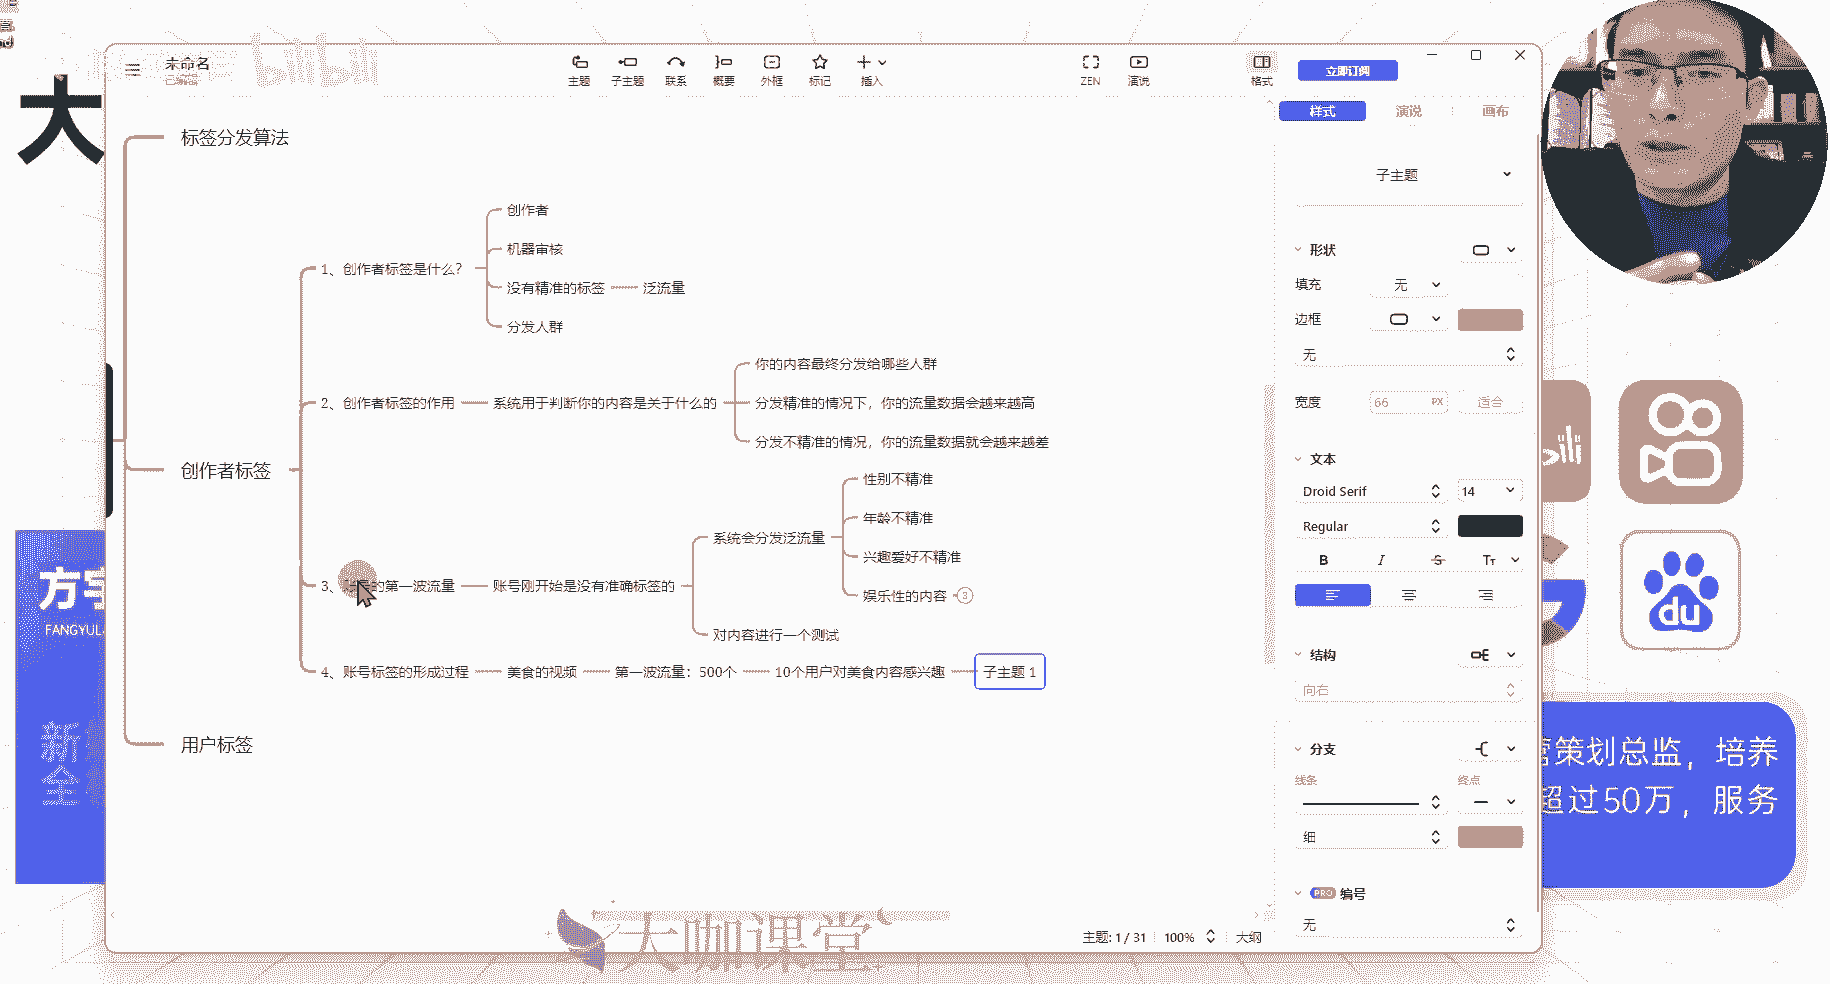 大
未命名
已编辑
bilibili
主题
子主题
联系
概要
外框
标记
插入
ZEN
演说
格式
立即订阅
样式
演说
画布
标签分发算法
创作者标签
用户标签
1、创作者标签是什么?
创作者
机器审核
没有精准的标签
泛流量
分发人群
2、创作者标签的作用
系统用于判断你的内容是关于什么的
你的内容最终分发给哪些人群
分发精准的情况下，你的流量数据会越来越高
分发不精准的情况，你的流量数据就会越来越差
的第一波流量
账号刚开始是没有准确标签的
系统会分发泛流量
性别不精准
年龄不精准
兴趣爱好不精准
娱乐性的内容
3
对内容进行一个测试
4、账号标签的形成过程
美食的视频
第一波流量：500个
10个用户对美食内容感兴趣
子主题 1
子主题
形状
填充
无
边框
无
宽度
66
PX
适合
文本
Droid Serif
14
Regular
B
I
S
Tт
结构
向右
分支
线条
终点
细
PRO
编号
无
主题: 1 / 31
100%
大纲
方
FANGYU
新
全
大咖课堂
du
策划总监，培养
超过50万，服务